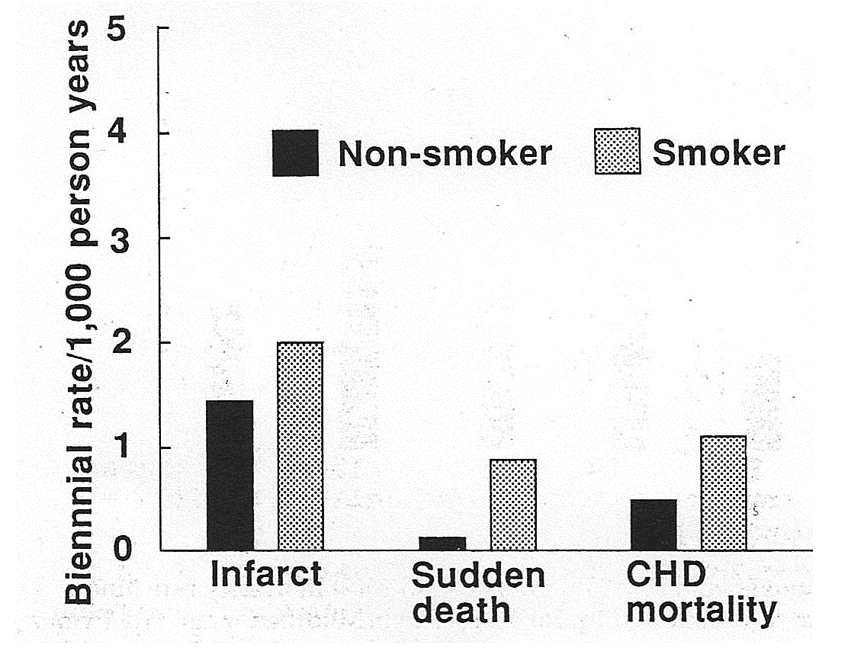 Biennnial rate/1,000 person years
5
4
3
2
1
0
Non-smoker
Smoker
Infarct
Sudden
death
CHD
mortality
s